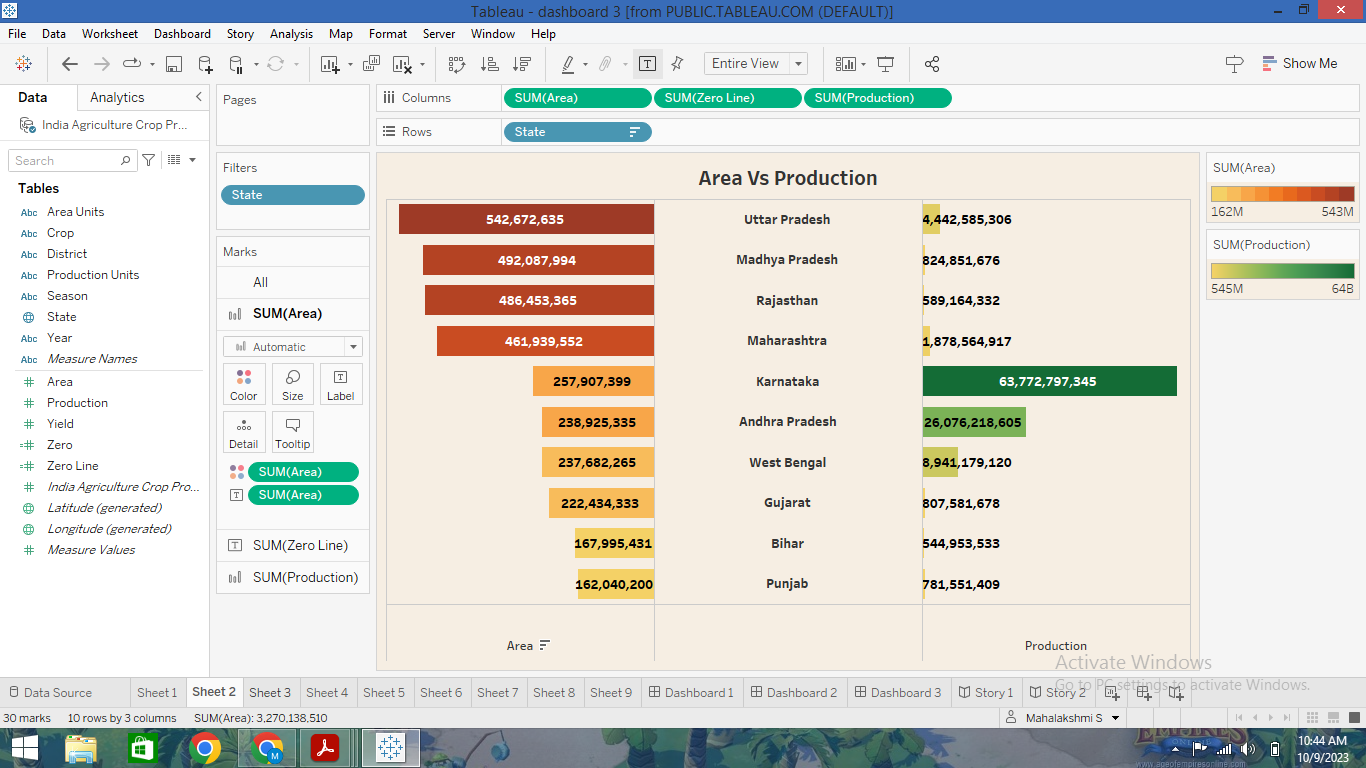 Tableau - dashboard 3 [from PUBLIC.TABLEAU.COM (DEFAULT)]
File Data Worksheet Dashboard Story Analysis Map Format Server Window Help
Entire View
Show Me
Data Analytics
India Agriculture Crop Pr...
Search
Tables
Abc Area Units
Abc Crop
Abc District
Abc Production Units
Abc Season
State
Abc Year
Abc Measure Names
# Area
# Production
# Yield
=# Zero
=# Zero Line
# India Agriculture Crop Pro...
Latitude (generated)
Longitude (generated)
# Measure Values
Pages
Filters
State
Marks
All
SUM(Area)
Automatic
Color Size Label
Detail Tooltip
SUM(Area)
SUM(Area)
SUM(Zero Line)
SUM(Production)
Columns SUM(Area) SUM(Zero Line) SUM(Production)
Rows State
Area Vs Production
542,672,635 Uttar Pradesh 4,442,585,306
492,087,994 Madhya Pradesh 824,851,676
486,453,365 Rajasthan 589,164,332
461,939,552 Maharashtra 1,878,564,917
257,907,399 Karnataka 63,772,797,345
238,925,335 Andhra Pradesh 26,076,218,605
237,682,265 West Bengal 8,941,179,120
222,434,333 Gujarat 807,581,678
167,995,431 Bihar 544,953,533
162,040,200 Punjab 781,551,409
Area Production
SUM(Area)
162M 543M
SUM(Production)
545M 64B
Activate Windows
Go to PC settings to activate Windows.
Data Source Sheet 1 Sheet 2 Sheet 3 Sheet 4 Sheet 5 Sheet 6 Sheet 7 Sheet 8 Sheet 9 Dashboard 1 Dashboard 2 Dashboard 3 Story 1 Story 2
30 marks 10 rows by 3 columns SUM(Area): 3,270,138,510
Mahalakshmi S
M
10:44 AM
10/9/2023
www.ageofempiresonline.com